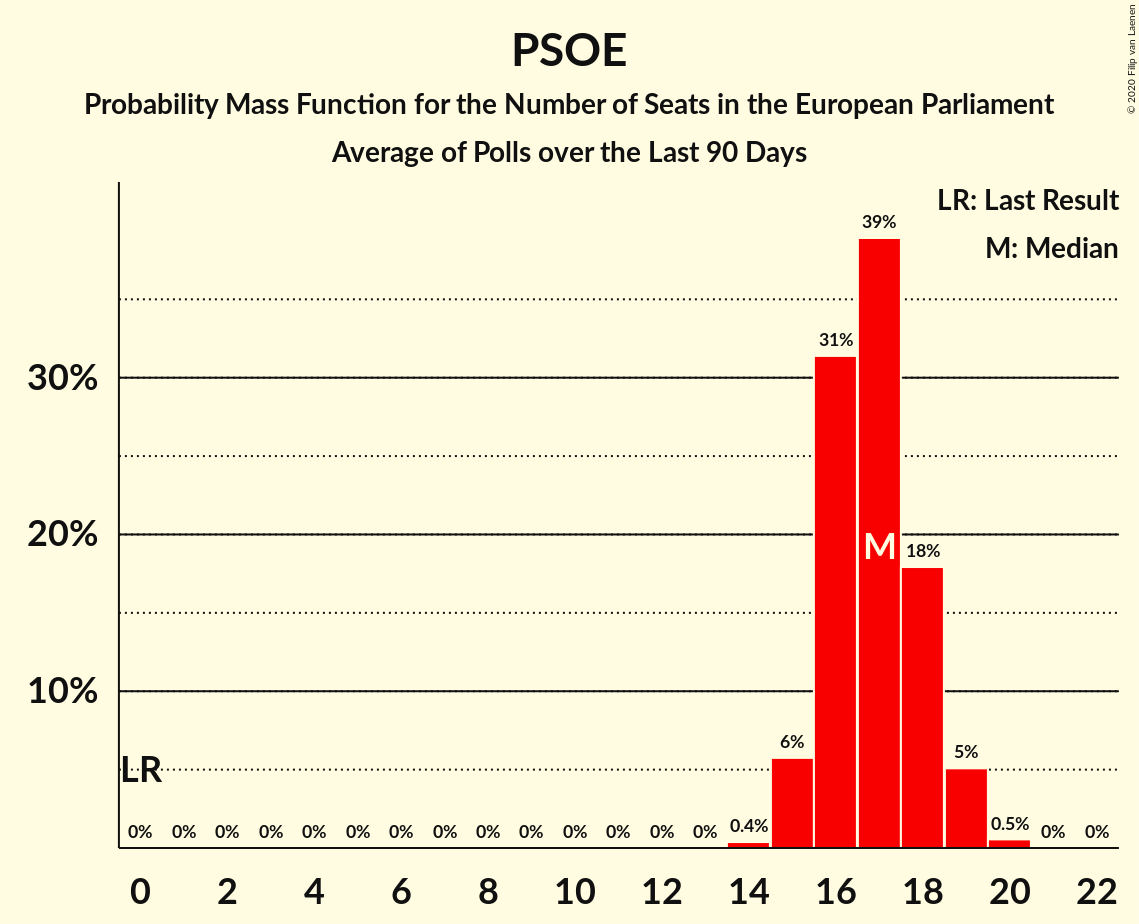 PSOE
Probability Mass Function for the Number of Seats in the European Parliament
Average of Polls over the Last 90 Days
© 2020 Filip van Laenen
LR: Last Result
M: Median
39%
31%
30%
20%
M
18%
10%
6%
5%
LR
0% 0% 0% 0% 0% 0% 0% 0% 0% 0% 0% 0% 0% 0% 0.4% 0.5% 0% 0%
0 2 4 6 8 10 12 14 16 18 20 22